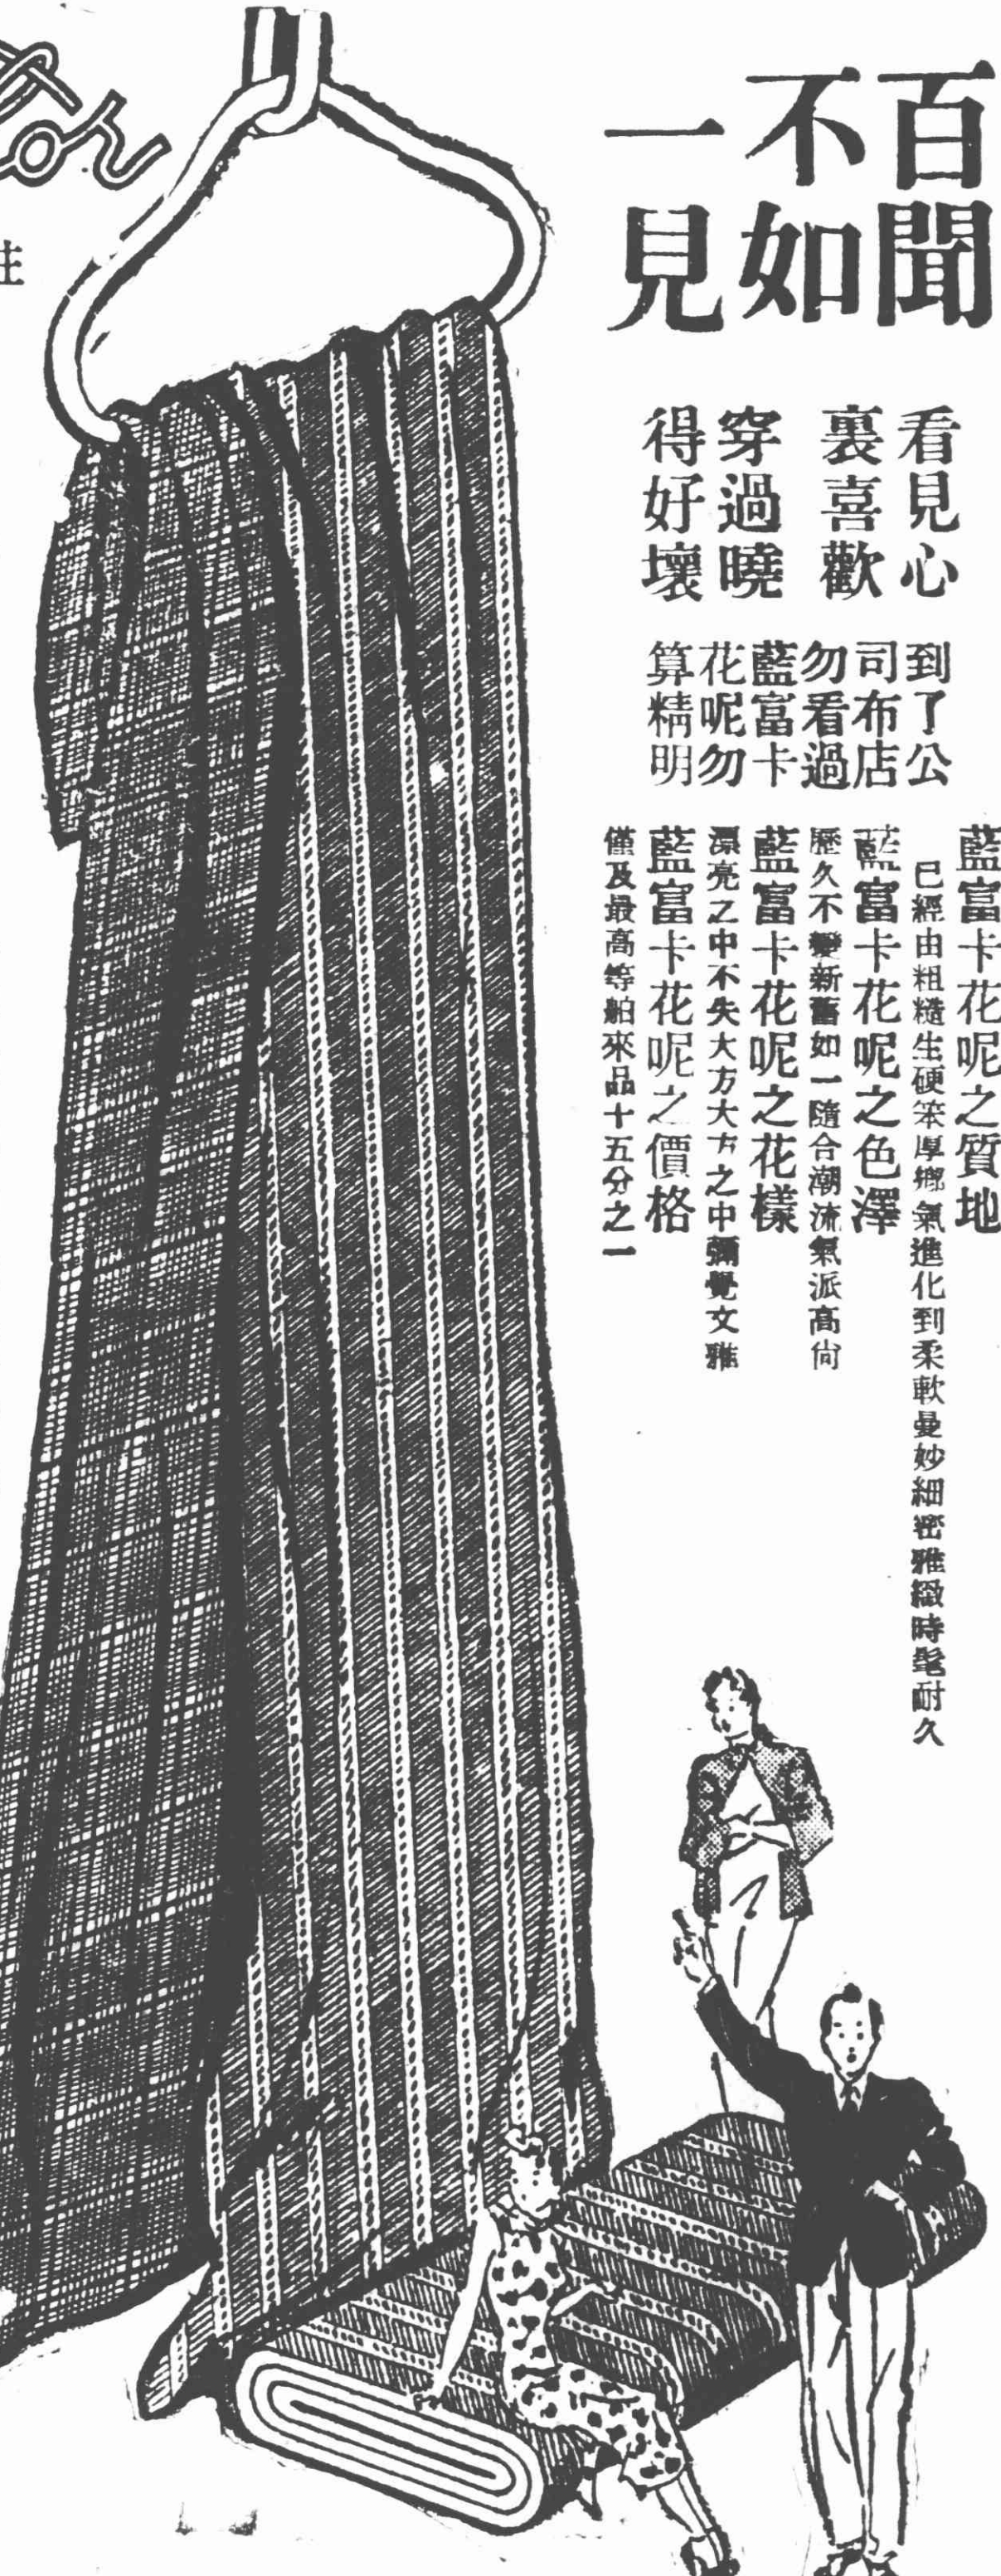 百聞
不如
一見
看見心
裏喜歡
穿過曉
得好壞
到了公
司布店
勿看過
藍富卡
花呢勿
算精明
藍富卡花呢之質地
已經由粗糙生硬笨厚鄉氣進化到柔軟曼妙細密雅緻時髦耐久
藍富卡花呢之色澤
歷久不變新舊如一隨合潮流氣派高尙
藍富卡花呢之花樣
漂亮之中不失大方大方之中彌覺文雅
藍富卡花呢之價格
僅及最高等舶來品十五分之一